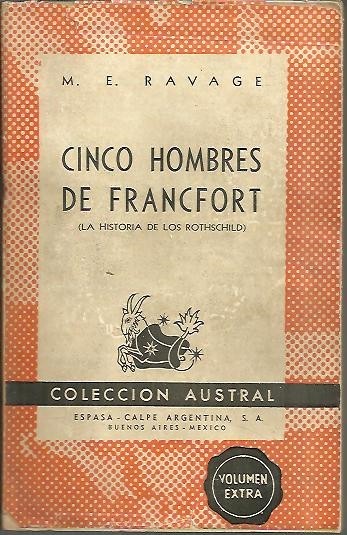 M. E. RAVAGE
CINCO HOMBRES
DE FRANCFORT
(LA HISTORIA DE LOS ROTHSCHILD)
COLECCION AUSTRAL
ESPASA - CALPE ARGENTINA, S. A.
BUENOS AIRES - MEXICO
VOLUMEN
EXTRA